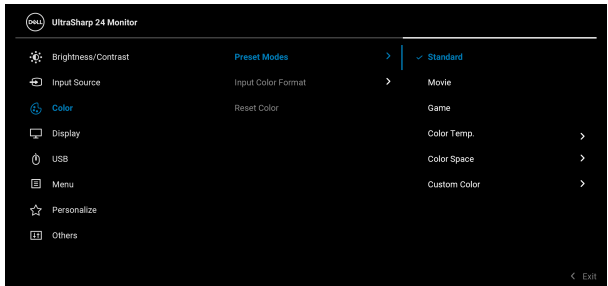 DELL UltraSharp 24 Monitor
Brightness/Contrast Preset Modes Standard
Input Source Input Color Format Movie
Color Reset Color Game
Display Color Temp.
USB Color Space
Menu Custom Color
Personalize
Others
Exit